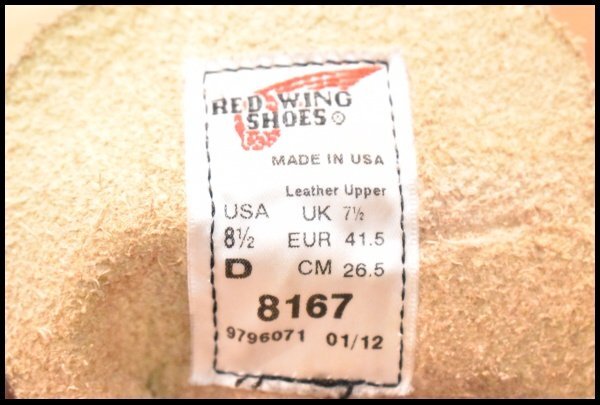 RED WING
SHOES®
MADE IN USA
Leather Upper
USA UK 7½
8½ EUR 41.5
D CM 26.5
8167
9796071 01/12